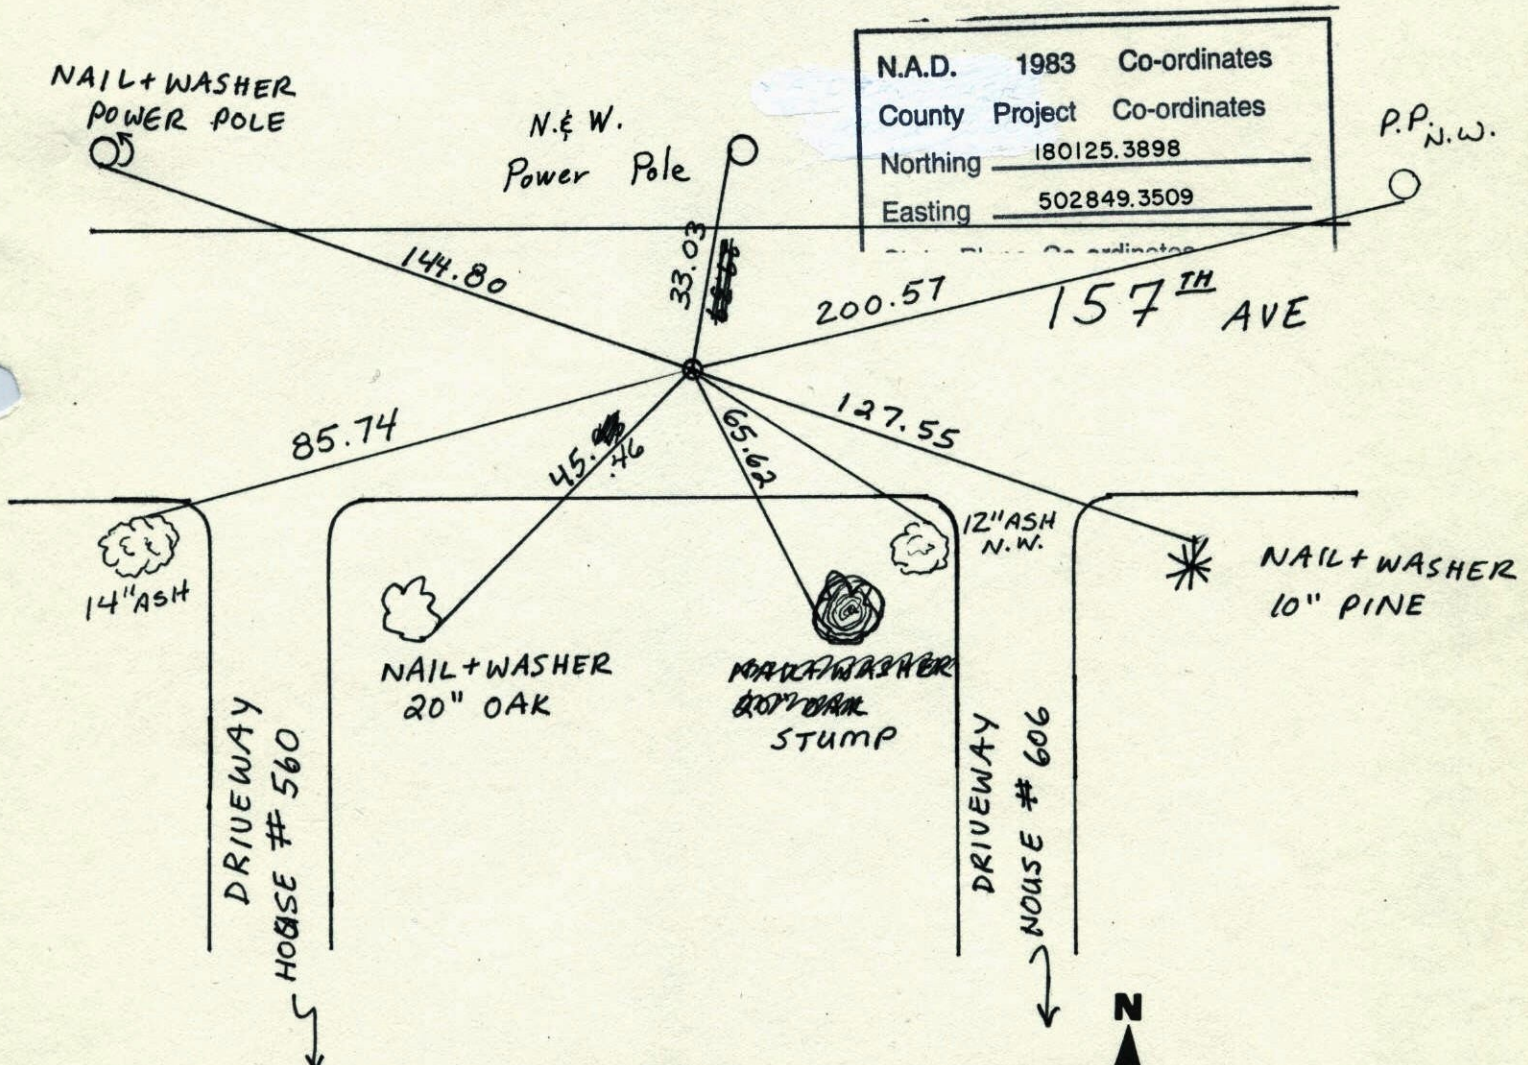 NAIL + WASHER
POWER POLE
N. & W.
Power Pole
N.A.D. 1983 Co-ordinates
County Project Co-ordinates
Northing 180125.3898
Easting 502849.3509
P.P. N.W.
144.80
33.03
200.57
157TH AVE
85.74
45.
.46
65.62
127.55
14" ASH
12" ASH
N.W.
NAIL + WASHER
10" PINE
NAIL + WASHER
20" OAK
STUMP
DRIVEWAY
HOUSE # 560
DRIVEWAY
HOUSE # 606
N